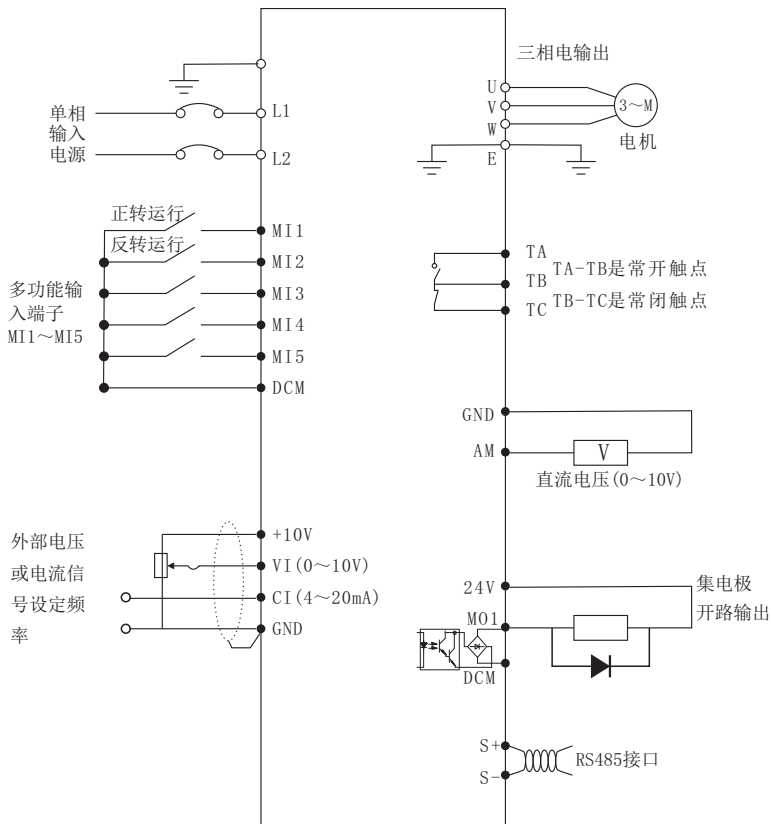 三相电输出
U
V
W
E
3～M
电机
单相
输入
电源
L1
L2
正转运行
反转运行
多功能输
入端子
MI1～MI5
MI1
MI2
MI3
MI4
MI5
DCM
TA
TB
TC
TA-TB是常开触点
TB-TC是常闭触点
GND
AM
V
直流电压(0～10V)
外部电压
或电流信
号设定频
率
+10V
VI(0～10V)
CI(4～20mA)
GND
24V
MO1
DCM
集电极
开路输出
S+
S-
RS485接口